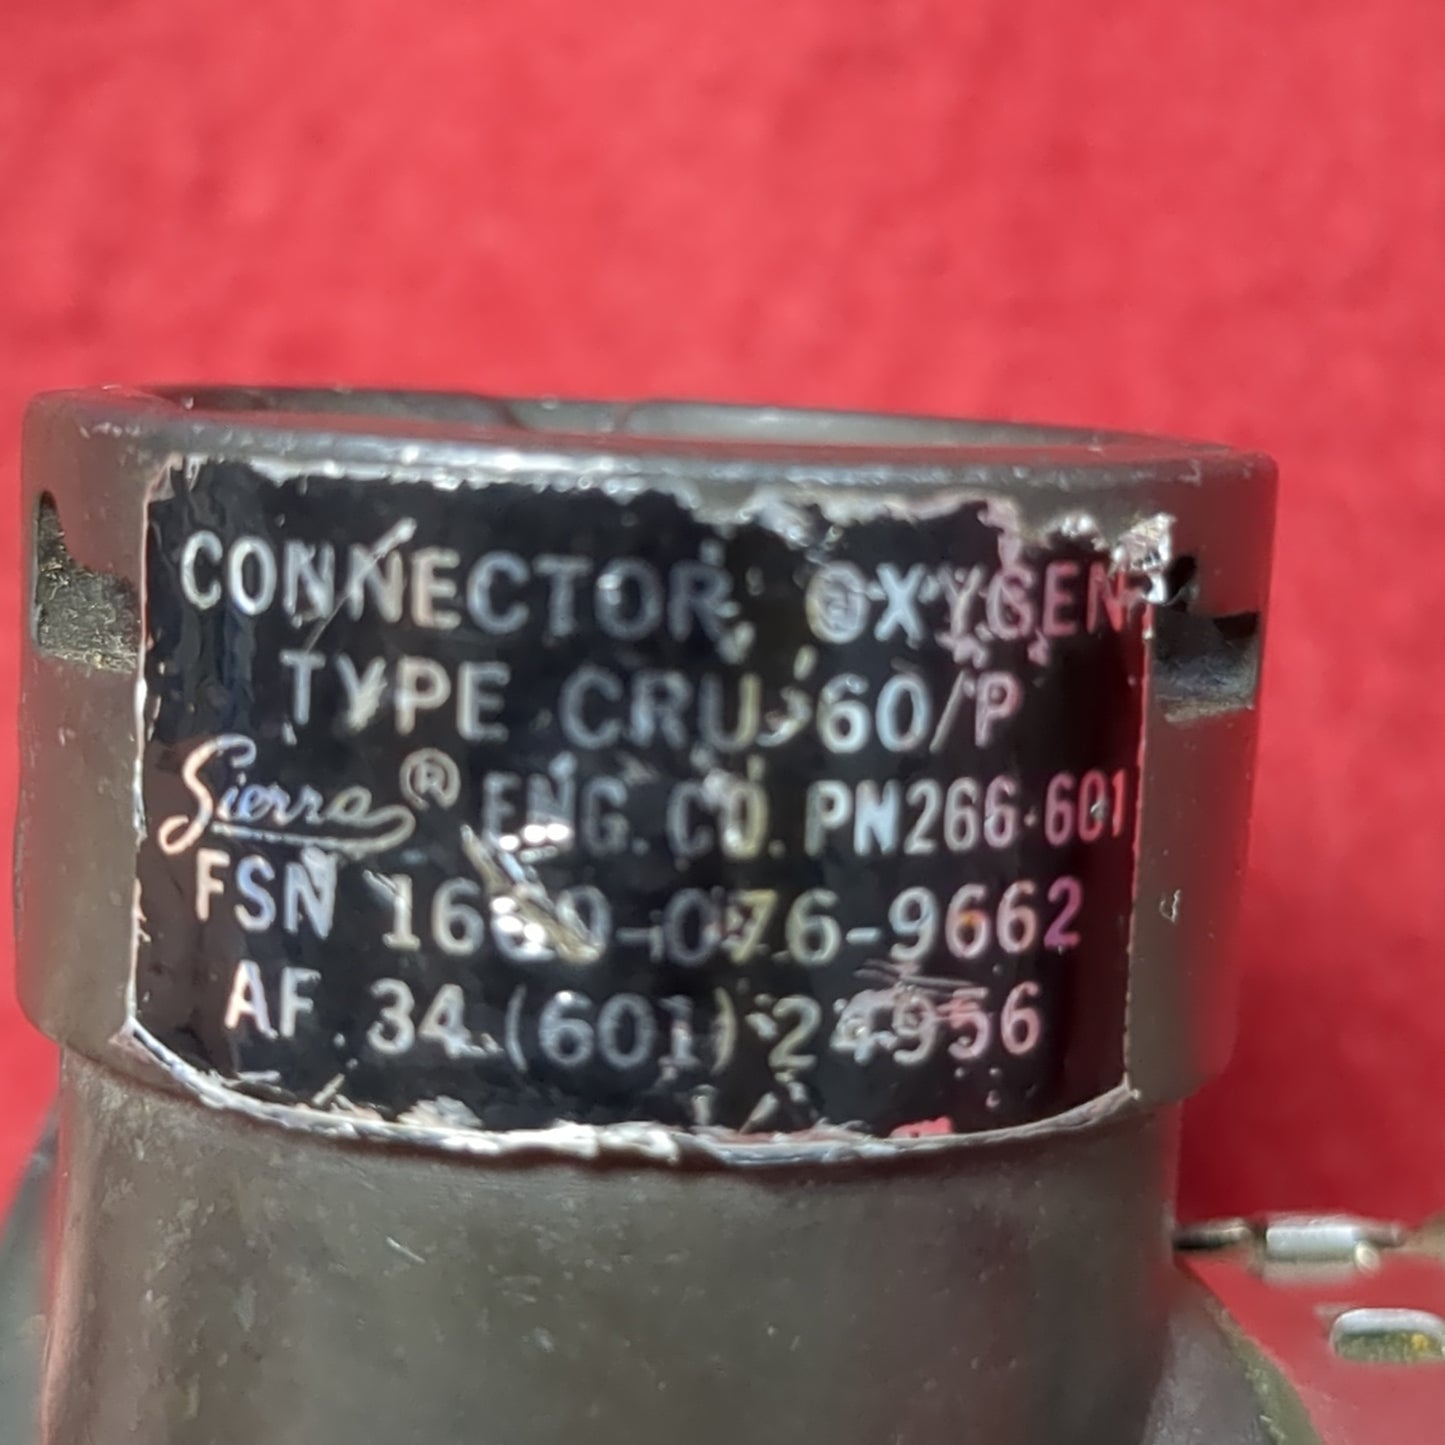 CONNECTOR OXYGEN
TYPE CRU-60/P
Sierra® ENG. CO. PN266-601
FSN 1660-076-9662
AF 34(601)24956